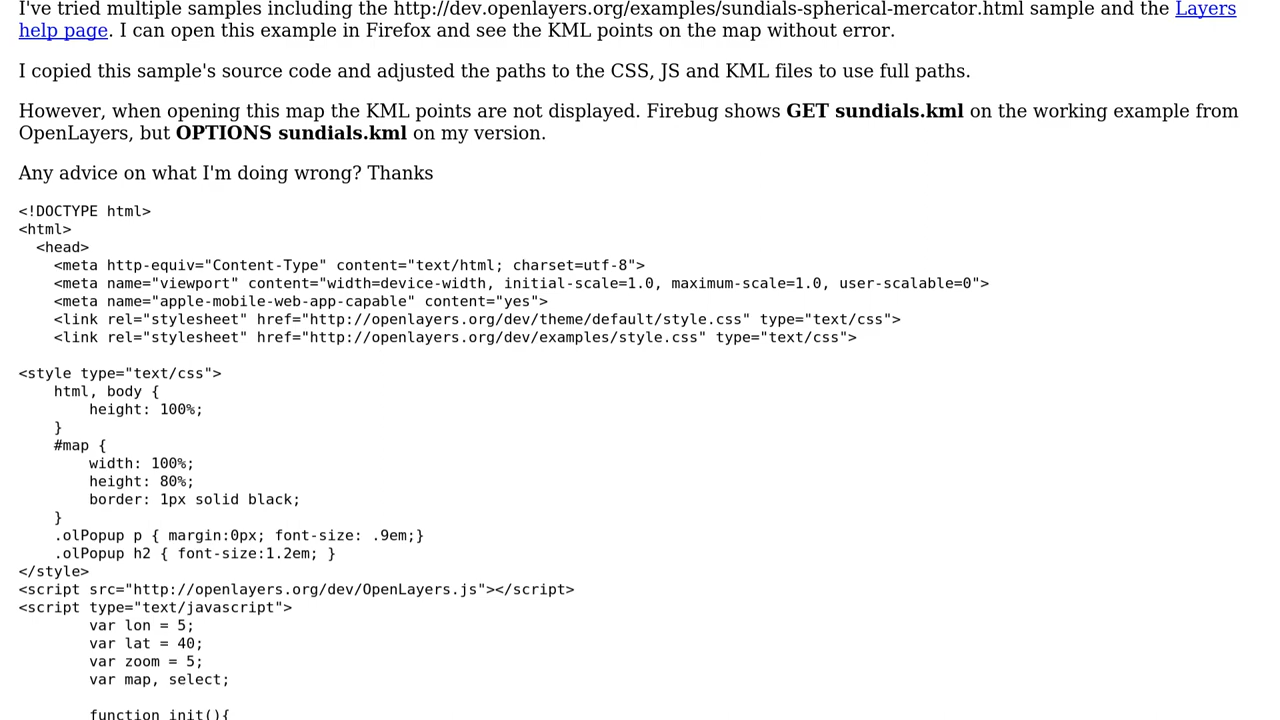 I've tried multiple samples including the http://dev.openlayers.org/examples/sundials-spherical-mercator.html sample and the Layers
help page. I can open this example in Firefox and see the KML points on the map without error.
I copied this sample's source code and adjusted the paths to the CSS, JS and KML files to use full paths.
However, when opening this map the KML points are not displayed. Firebug shows GET sundials.kml on the working example from
OpenLayers, but OPTIONS sundials.kml on my version.
Any advice on what I'm doing wrong? Thanks
<!DOCTYPE html>
<html>
  <head>
    <meta http-equiv="Content-Type" content="text/html; charset=utf-8">
    <meta name="viewport" content="width=device-width, initial-scale=1.0, maximum-scale=1.0, user-scalable=0">
    <meta name="apple-mobile-web-app-capable" content="yes">
    <link rel="stylesheet" href="http://openlayers.org/dev/theme/default/style.css" type="text/css">
    <link rel="stylesheet" href="http://openlayers.org/dev/examples/style.css" type="text/css">
<style type="text/css">
    html, body {
        height: 100%;
    }
    #map {
        width: 100%;
        height: 80%;
        border: 1px solid black;
    }
    .olPopup p { margin:0px; font-size: .9em;}
    .olPopup h2 { font-size:1.2em; }
</style>
<script src="http://openlayers.org/dev/OpenLayers.js"></script>
<script type="text/javascript">
        var lon = 5;
        var lat = 40;
        var zoom = 5;
        var map, select;
        function init(){